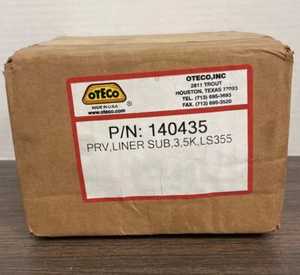 OTECO
MADE IN U.S.A.
www.oteco.com
OTECO,INC
2811 TROUT
HOUSTON, TEXAS 77093
TEL. (713) 695-3693
FAX. (713) 695-3520
P/N: 140435
PRV,LINER SUB,3.5K,LS355